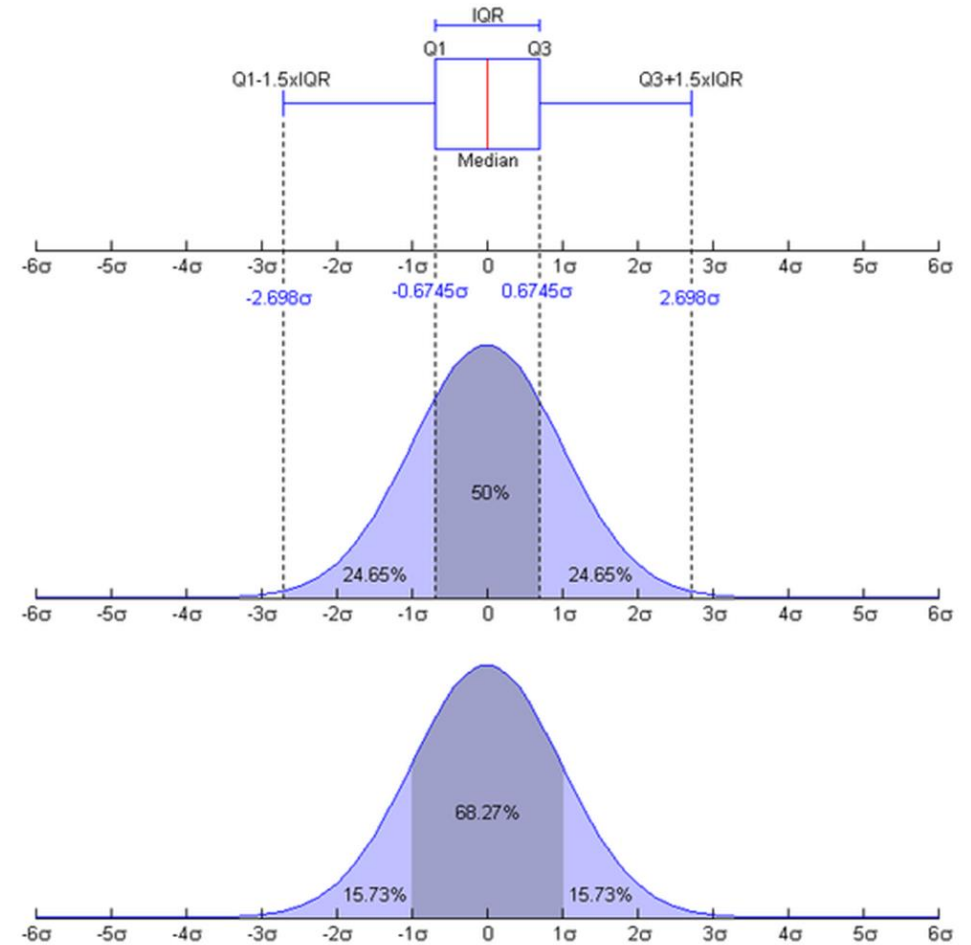 IQR
Q1 Q3
Q1-1.5xIQR Q3+1.5xIQR
Median
-6σ -5σ -4σ -3σ -2σ -1σ 0 1σ 2σ 3σ 4σ 5σ 6σ
-2.698σ -0.6745σ 0.6745σ 2.698σ
50%
24.65% 24.65%
-6σ -5σ -4σ -3σ -2σ -1σ 0 1σ 2σ 3σ 4σ 5σ 6σ
68.27%
15.73% 15.73%
-6σ -5σ -4σ -3σ -2σ -1σ 0 1σ 2σ 3σ 4σ 5σ 6σ